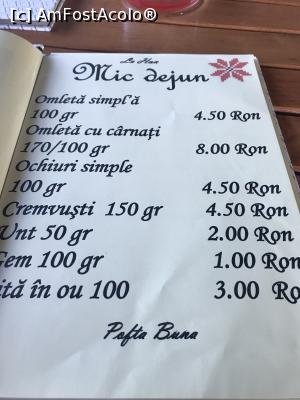 [c] AmFostAcolo®
La Han
Mic dejun
Omletă simpl'ă
100 gr 4.50 Ron
Omletă cu cârnați
170/100 gr 8.00 Ron
Ochiuri simple
100 gr 4.50 Ron
Cremvuști 150 gr 4.50 Ron
Unt 50 gr 2.00 Ron
Gem 100 gr 1.00 Ron
ită în ou 100 3.00 Ron
Pofta Buna